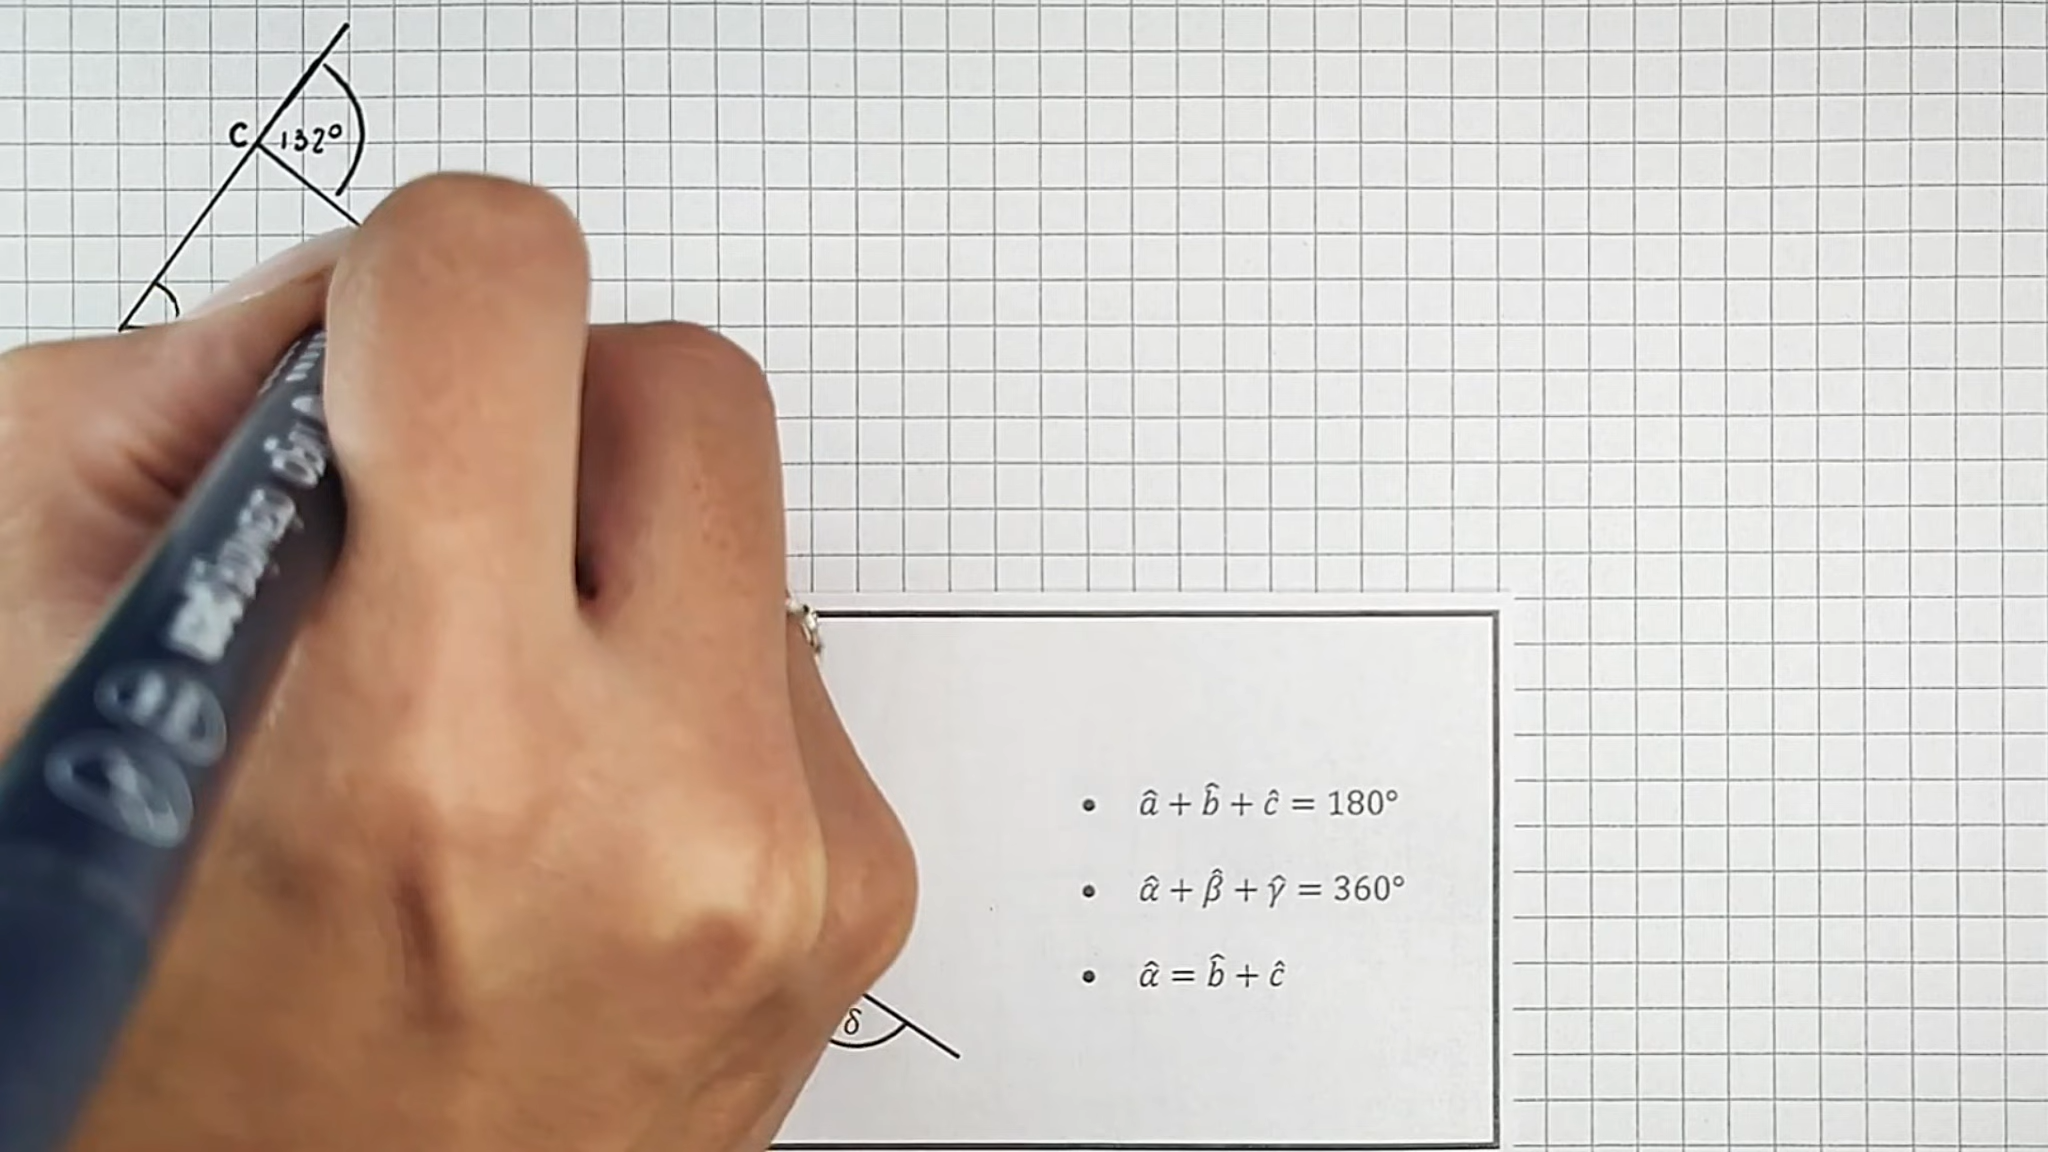 C 132°
â + b̂ + ĉ = 180°
α̂ + β̂ + γ̂ = 360°
α̂ = b̂ + ĉ
δ